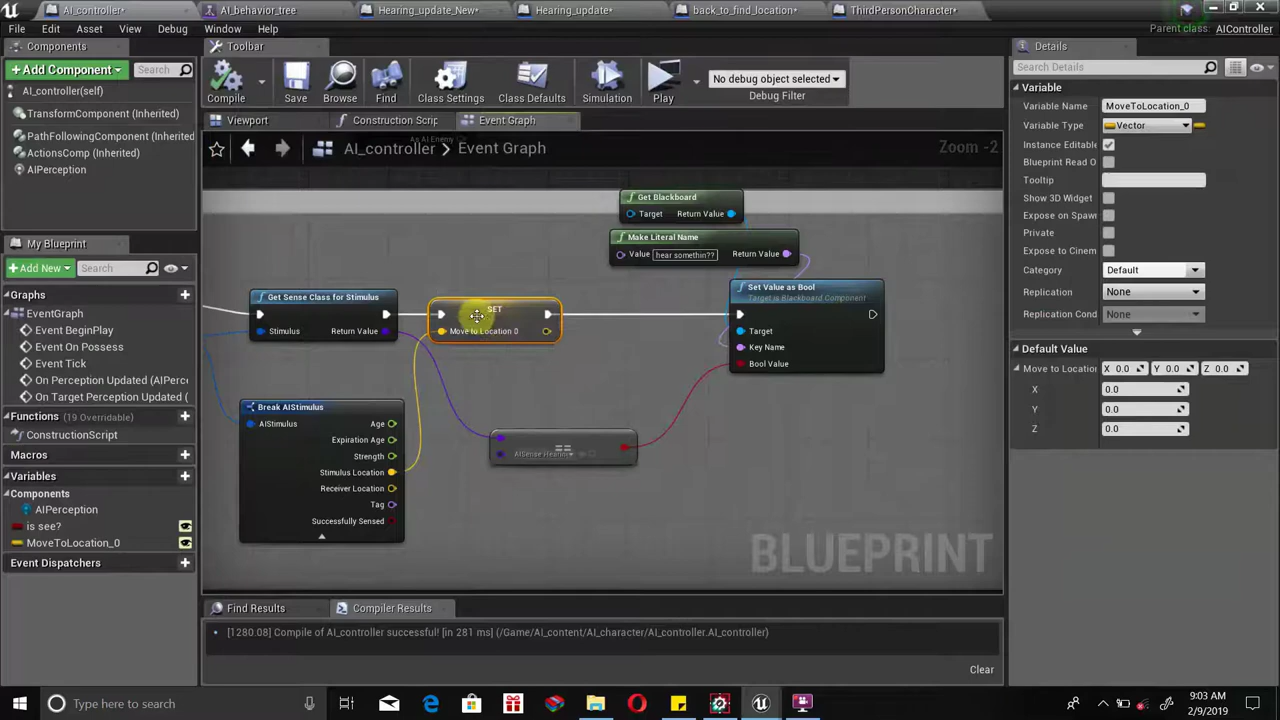 AI_controller*
AI_behavior_tree
Hearing_update_New*
Hearing_update*
back_to_find_location*
ThirdPersonCharacter*
File
Edit
Asset
View
Debug
Window
Help
Parent class:
AIController
Components
+ Add Component
Search
AI_controller(self)
TransformComponent (Inherited)
PathFollowingComponent (Inherited)
ActionsComp (Inherited)
AIPerception
Toolbar
Compile
Save
Browse
Find
Class Settings
Class Defaults
Simulation
Play
No debug object selected
Debug Filter
Viewport
Construction Scrip
Event Graph
An AI Enemy
AI_controller > Event Graph
Zoom -2
Get Blackboard
Target Return Value
Make Literal Name
Value hear somethin?? Return Value
Set Value as Bool
Target is Blackboard Component
Target
Key Name
Bool Value
Get Sense Class for Stimulus
Stimulus Return Value
SET
Move to Location 0
Break AIStimulus
AIStimulus
Age
Expiration Age
Strength
Stimulus Location
Receiver Location
Tag
Successfully Sensed
==
BLUEPRINT
My Blueprint
+ Add New
Search
Graphs
EventGraph
Event BeginPlay
Event On Possess
Event Tick
On Perception Updated (AIPerce
On Target Perception Updated (
Functions (19 Overridable)
ConstructionScript
Macros
Variables
Components
AIPerception
is see?
MoveToLocation_0
Event Dispatchers
Find Results
Compiler Results
[1280.08] Compile of AI_controller successful! [in 281 ms] (/Game/AI_content/AI_character/AI_controller.AI_controller)
Clear
Details
Search Details
Variable
Variable Name MoveToLocation_0
Variable Type Vector
Instance Editable
Blueprint Read O
Tooltip
Show 3D Widget
Expose on Spawn
Private
Expose to Cinem
Category Default
Replication None
Replication Cond None
Default Value
Move to Location X 0.0 Y 0.0 Z 0.0
X 0.0
Y 0.0
Z 0.0
Type here to search
9:03 AM
2/9/2019